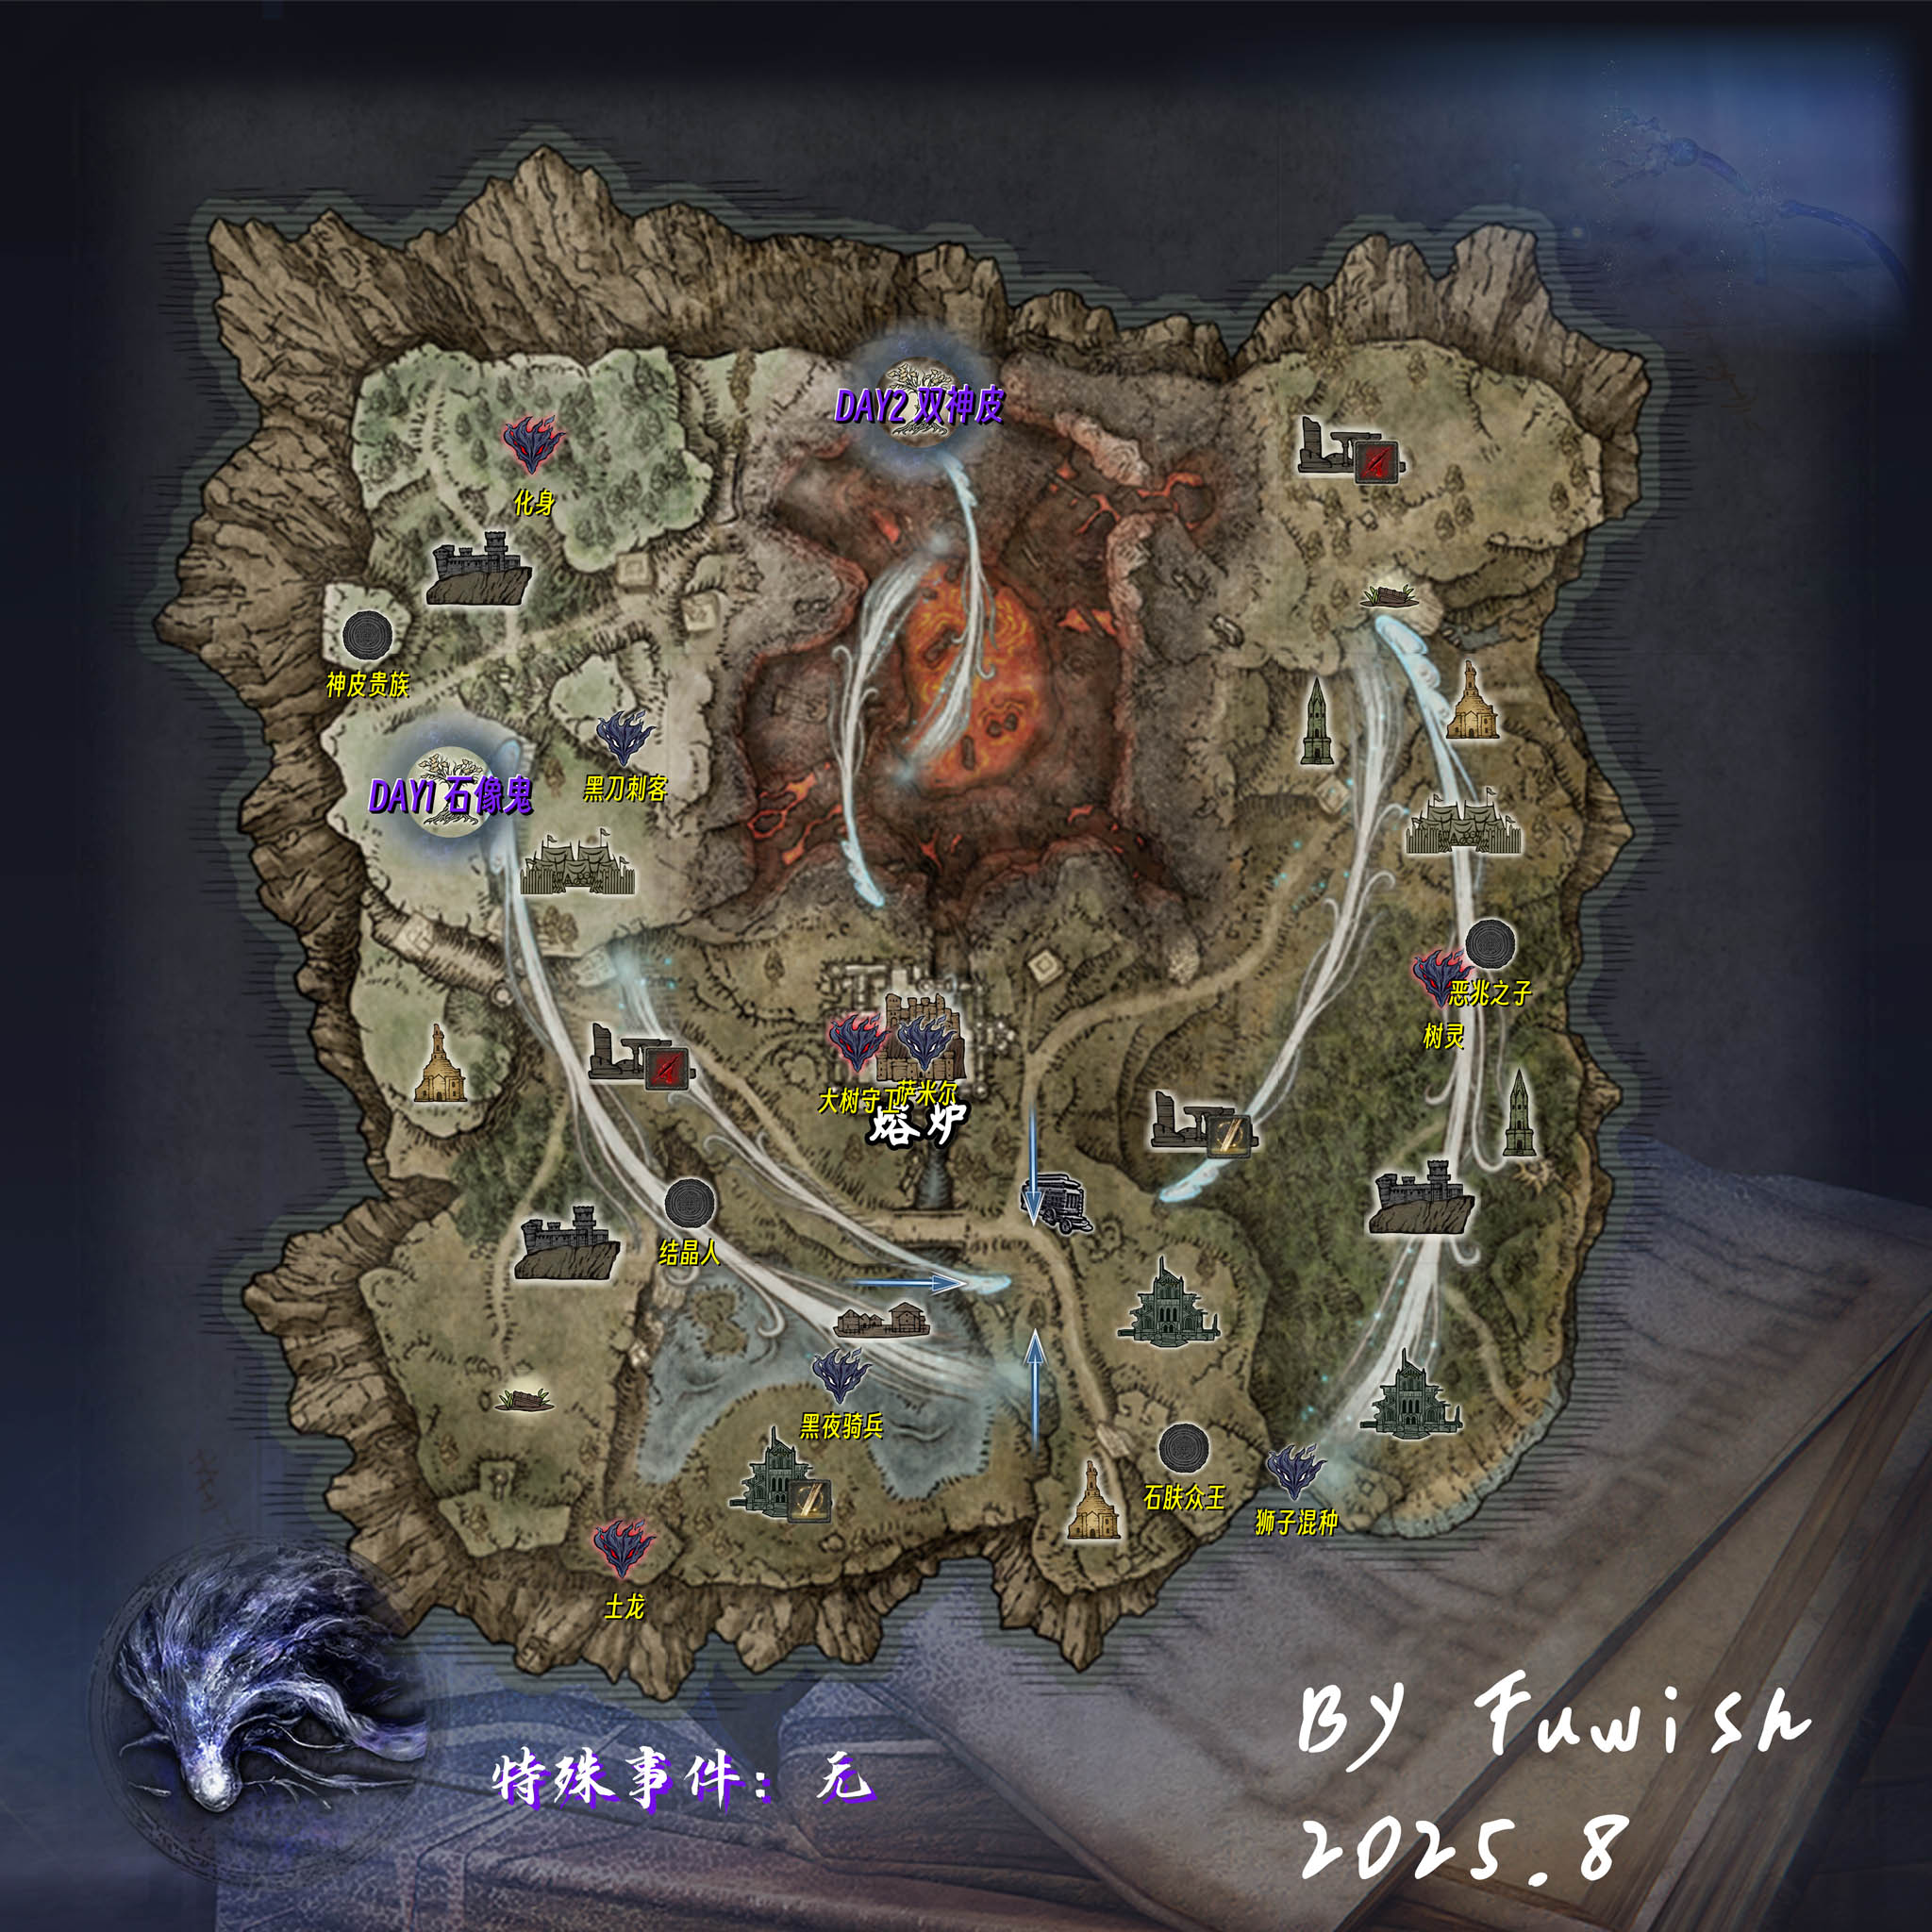 DAY2 双神皮
化身
神皮贵族
黑刀刺客
DAY1 石像鬼
恶兆之子
树灵
大树守卫
萨米尔
熔炉
结晶人
黑夜骑兵
石肤众王
狮子混种
土龙
特殊事件：无
By Fuwish
2025.8